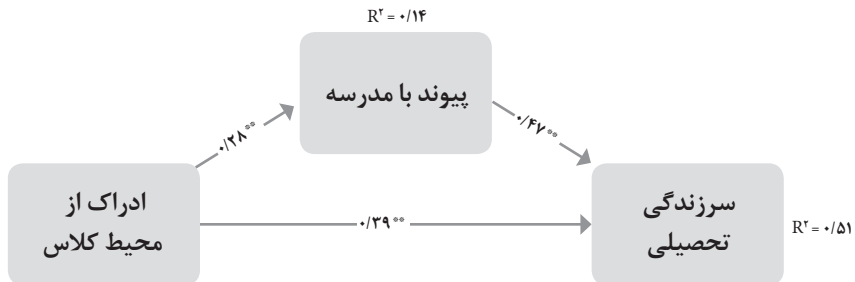 R² = ۰/۱۴
پیوند با مدرسه
۰/۲۸**
۰/۴۷**
ادراک از
محیط کلاس
۰/۳۹**
سرزندگی
تحصیلی
R² = ۰/۵۱